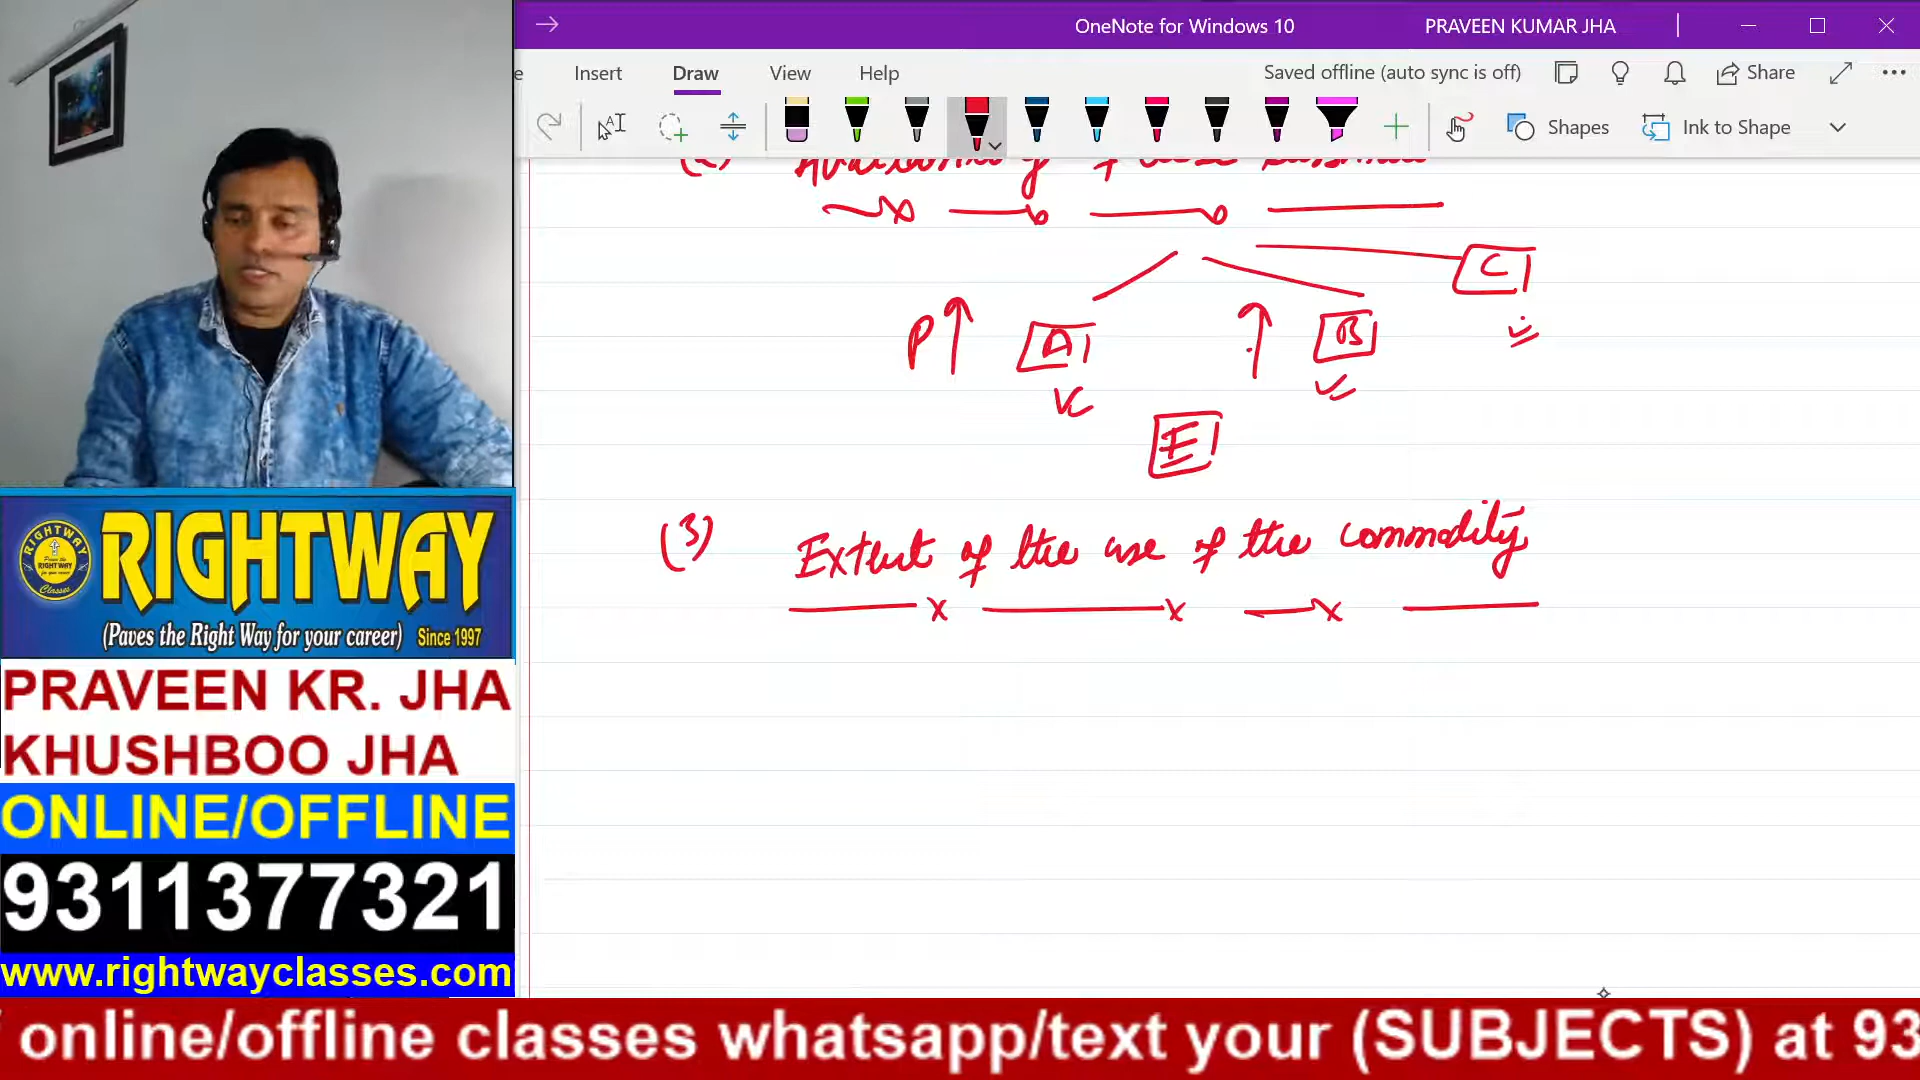 OneNote for Windows 10
PRAVEEN KUMAR JHA
Insert
Draw
View
Help
Saved offline (auto sync is off)
Share
Shapes
Ink to Shape
C
P
A
B
E
(3) Extent of the use of the commodity
RIGHTWAY
(Paves the Right Way for your career) Since 1997
PRAVEEN KR. JHA
KHUSHBOO JHA
ONLINE/OFFLINE
9311377321
www.rightwayclasses.com
online/offline classes whatsapp/text your (SUBJECTS) at 93